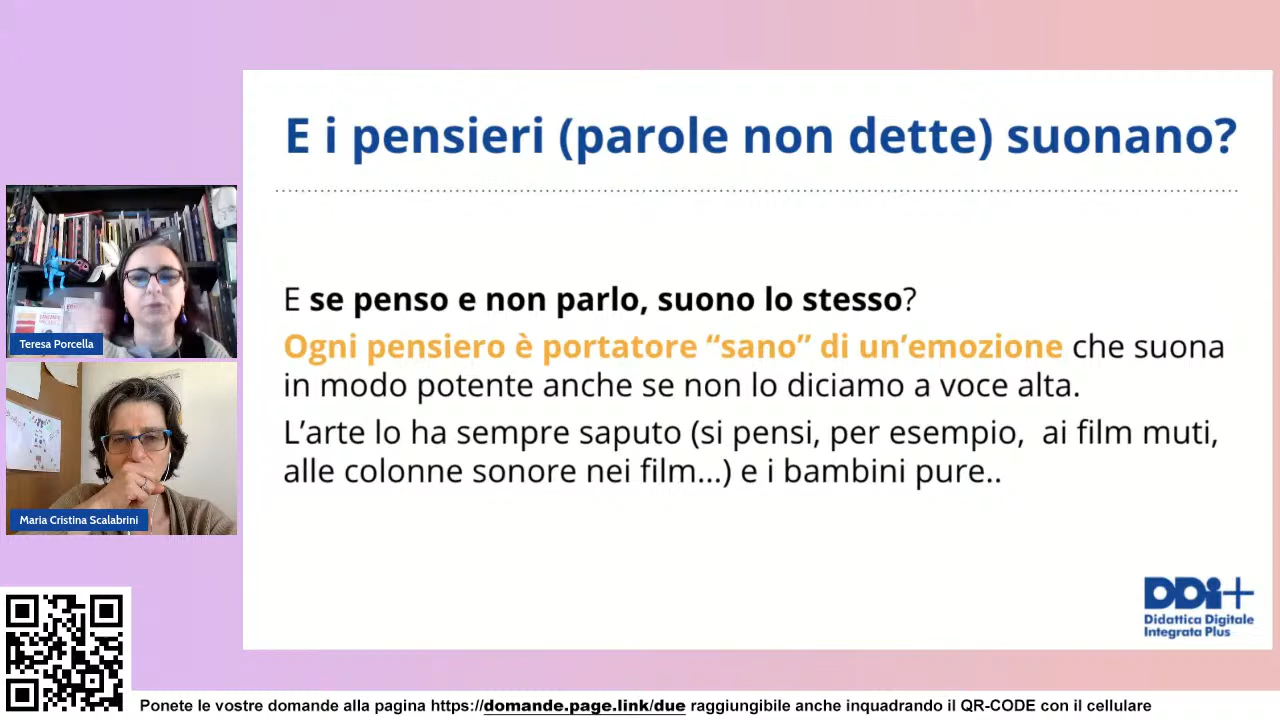 E i pensieri (parole non dette) suonano?
E se penso e non parlo, suono lo stesso?
Ogni pensiero è portatore “sano” di un’emozione che suona
in modo potente anche se non lo diciamo a voce alta.
L’arte lo ha sempre saputo (si pensi, per esempio, ai film muti,
alle colonne sonore nei film...) e i bambini pure..
Teresa Porcella
Maria Cristina Scalabrini
DDi+
Didattica Digitale
Integrata Plus
Ponete le vostre domande alla pagina https://domande.page.link/due raggiungibile anche inquadrando il QR-CODE con il cellulare